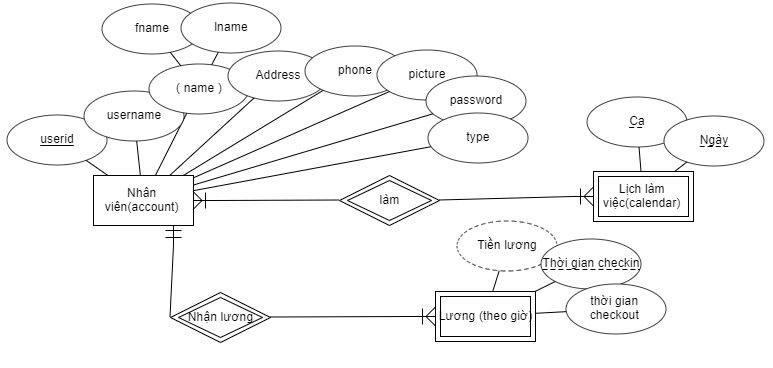 fname
lname
( name )
Address
phone
picture
password
type
username
userid
Nhân
viên(account)
làm
Ca
Ngày
Lịch làm
việc(calendar)
Tiền lương
Thời gian checkin
thời gian
checkout
Nhận lương
Lương (theo giờ)